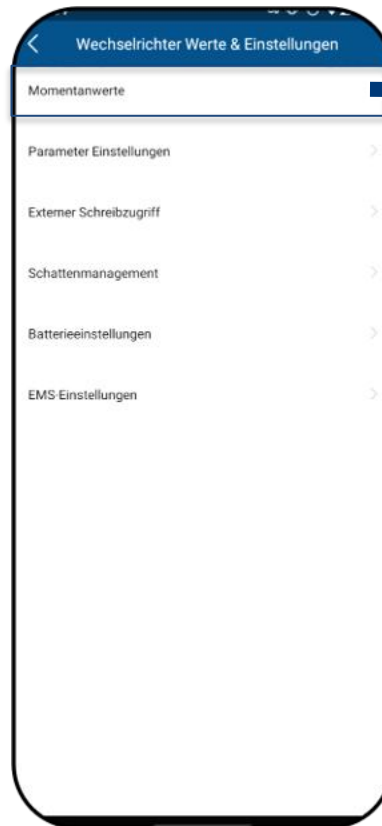 Wechselrichter Werte & Einstellungen
Momentanwerte
Parameter Einstellungen
Externer Schreibzugriff
Schattenmanagement
Batterieeinstellungen
EMS-Einstellungen